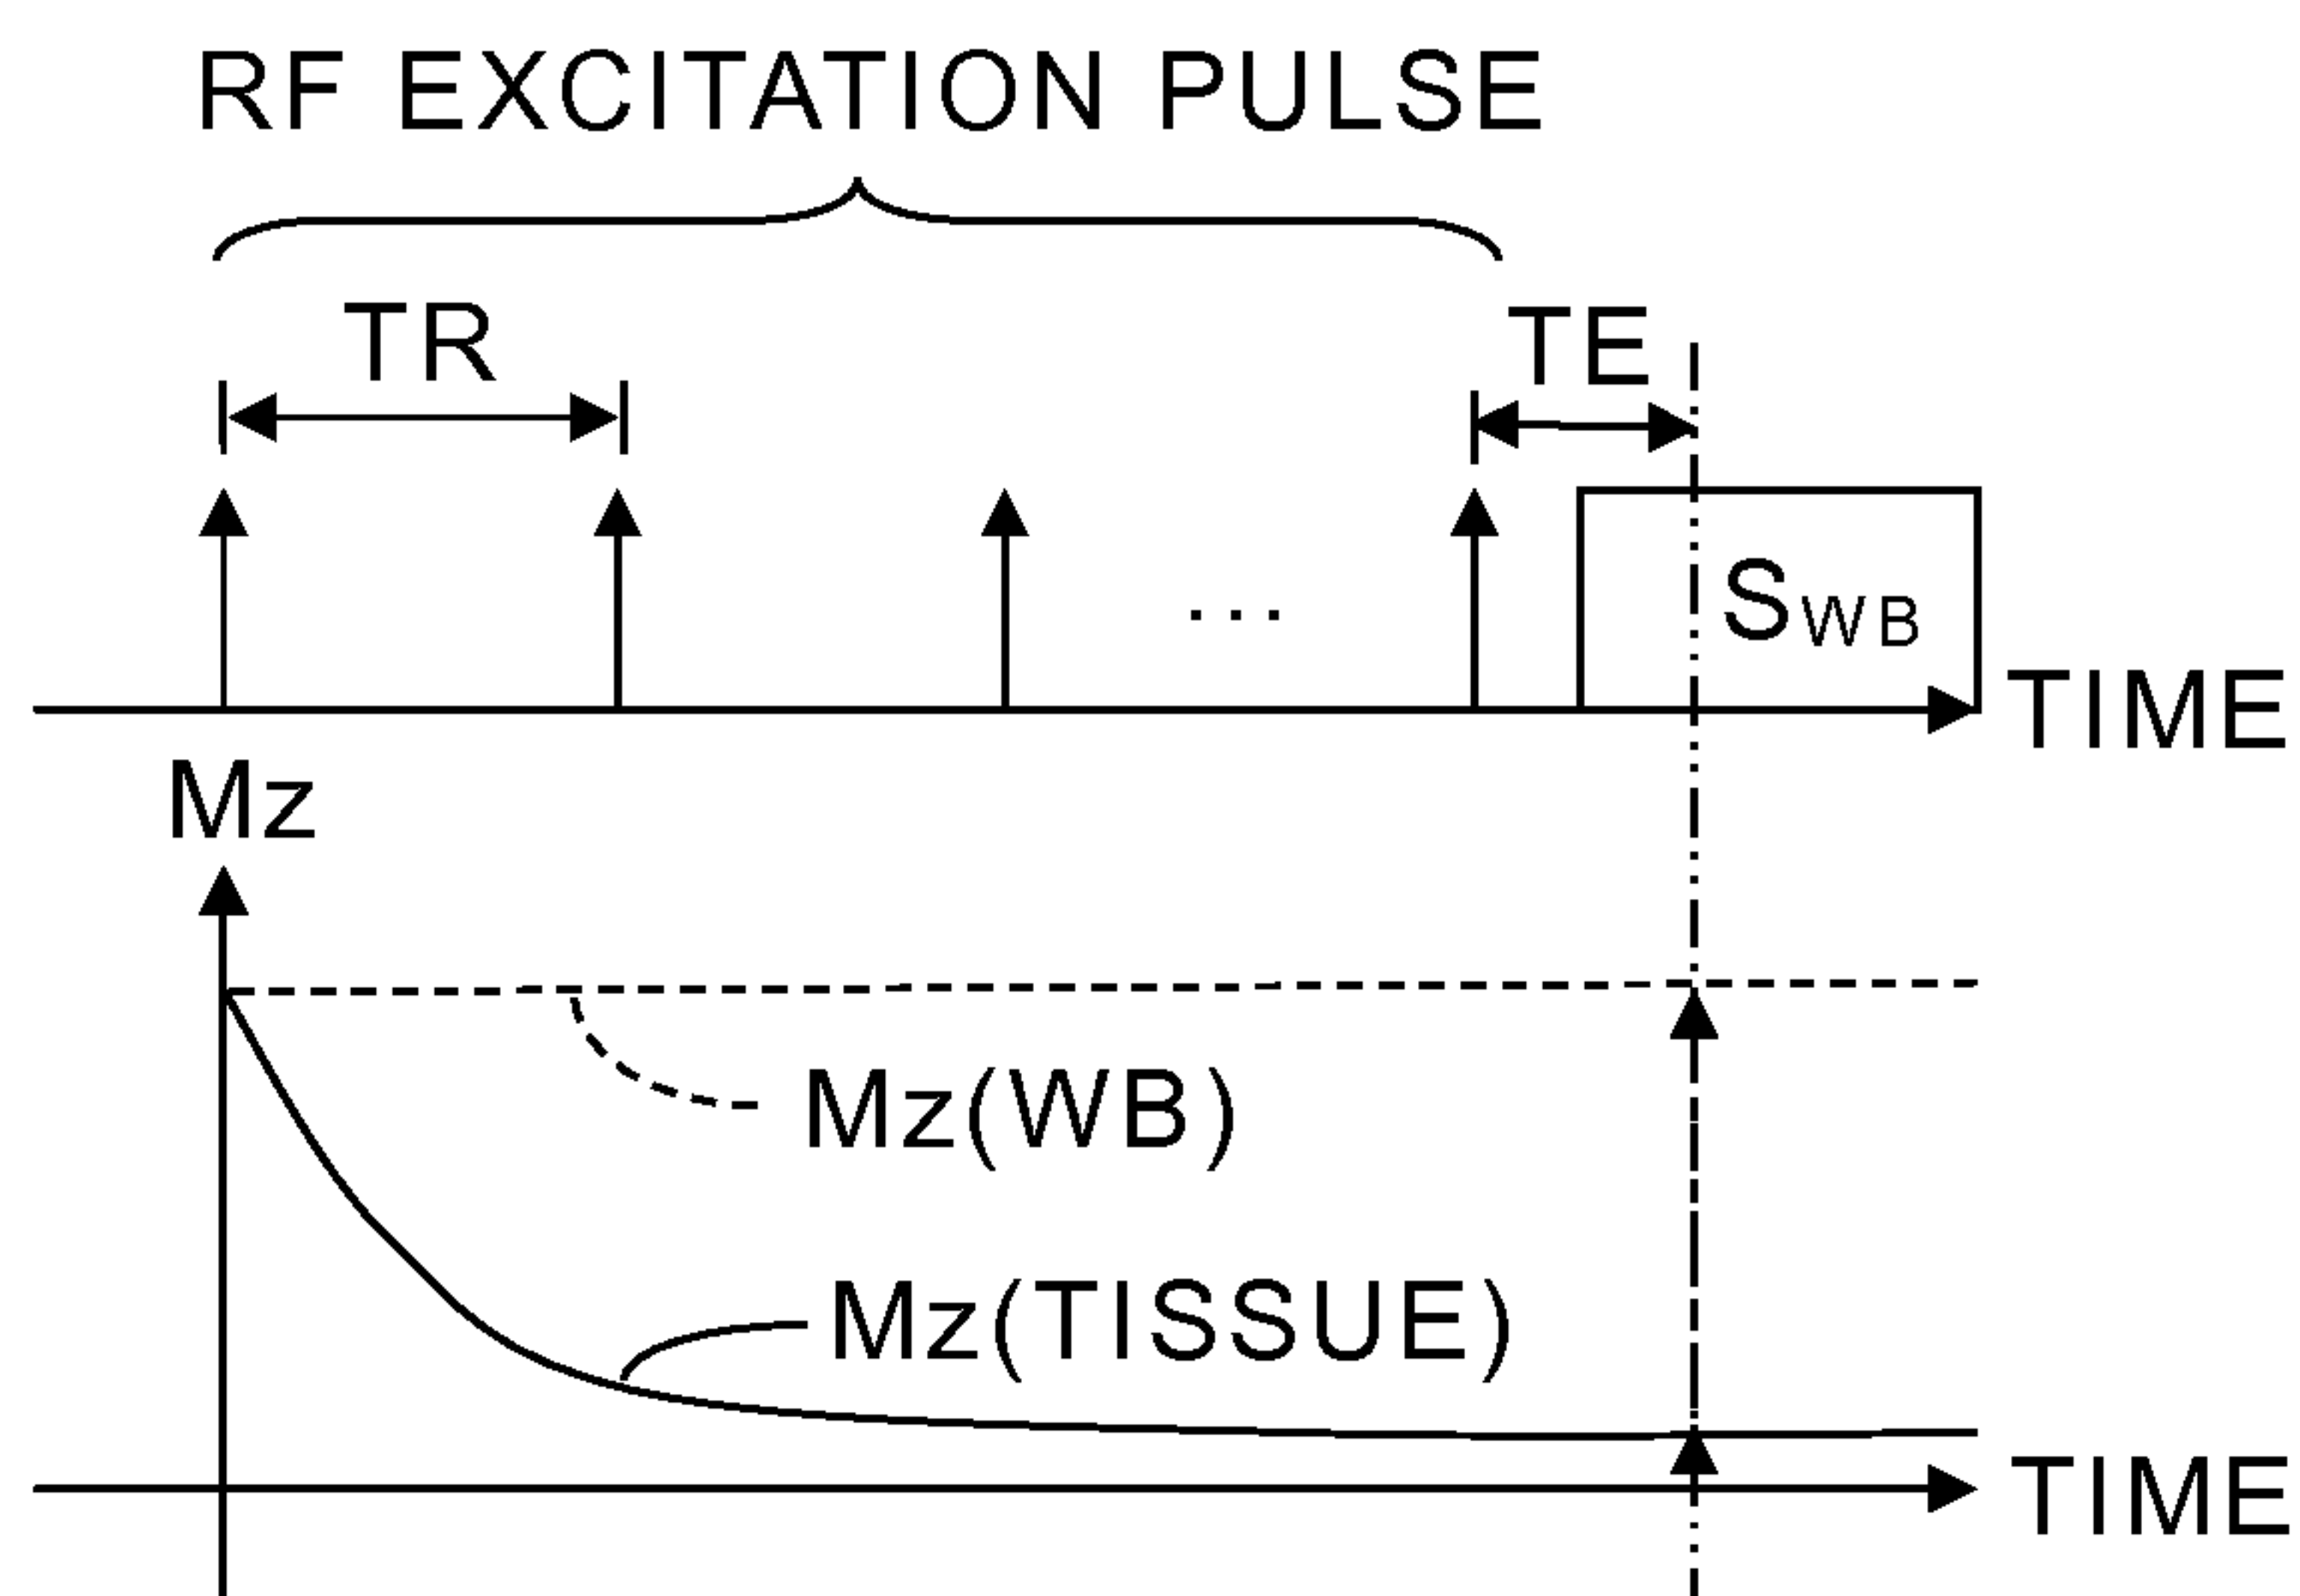 RF EXCITATION PULSE
TR
TE
...
SWB
TIME
Mz
Mz(WB)
Mz(TISSUE)
TIME